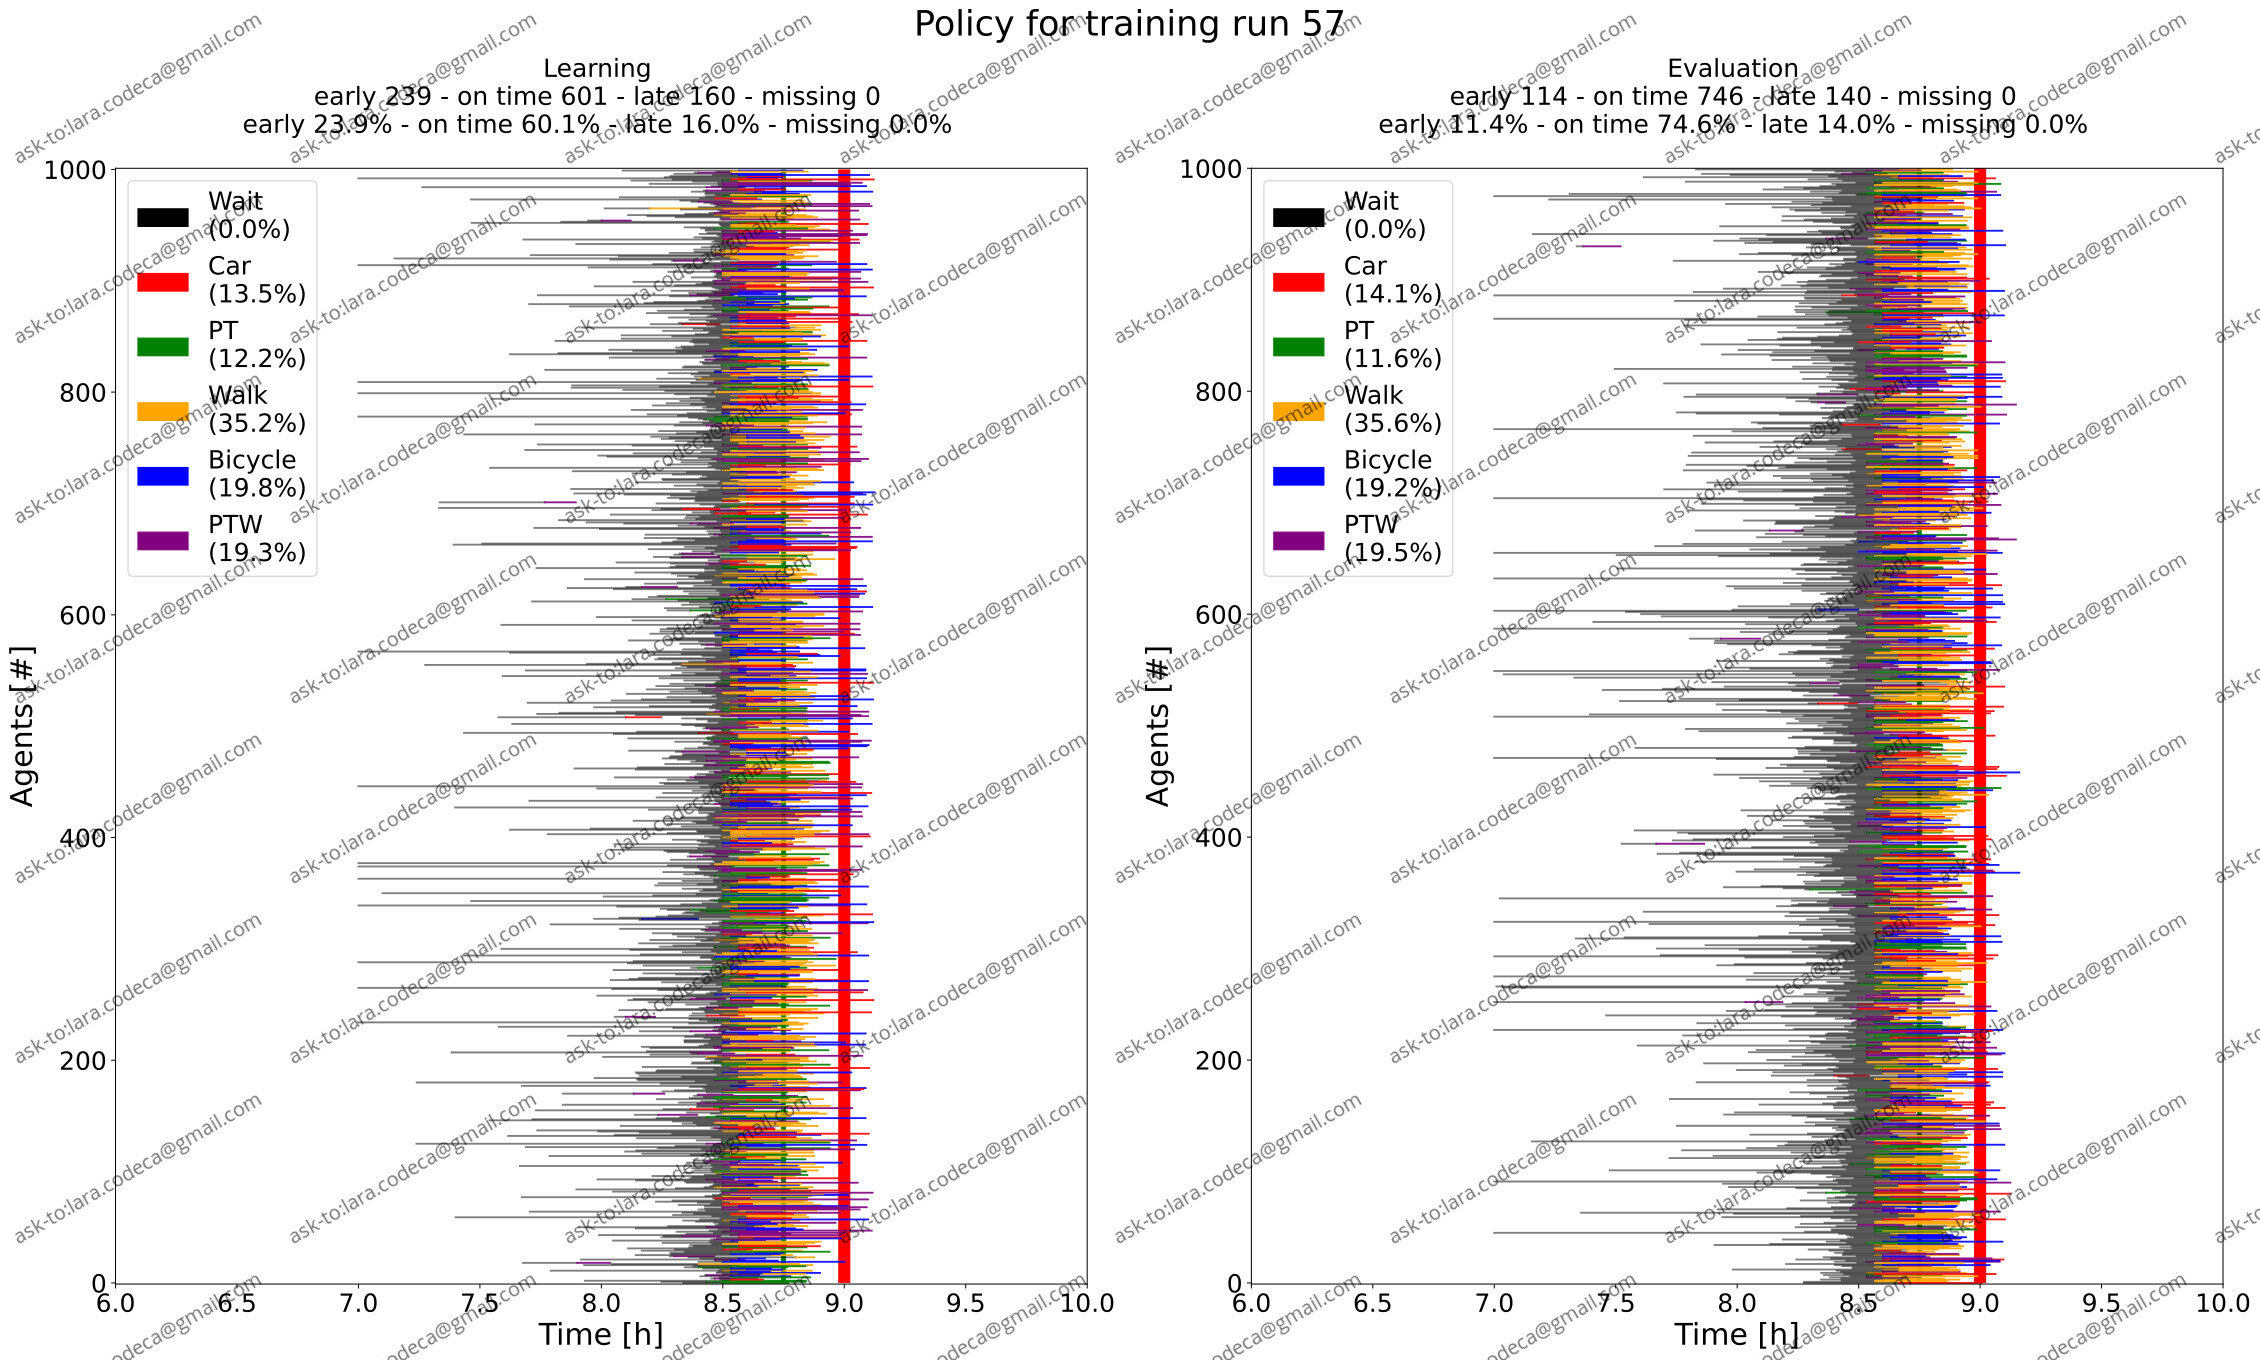 Policy for training run 57
Learning
early 239 - on time 601 - late 160 - missing 0
early 23.9% - on time 60.1% - late 16.0% - missing 0.0%
Wait
(0.0%)
Car
(13.5%)
PT
(12.2%)
Walk
(35.2%)
Bicycle
(19.8%)
PTW
(19.3%)
Agents [#]
1000
800
600
400
200
0
6.0 6.5 7.0 7.5 8.0 8.5 9.0 9.5 10.0
Time [h]
Evaluation
early 114 - on time 746 - late 140 - missing 0
early 11.4% - on time 74.6% - late 14.0% - missing 0.0%
Wait
(0.0%)
Car
(14.1%)
PT
(11.6%)
Walk
(35.6%)
Bicycle
(19.2%)
PTW
(19.5%)
Agents [#]
1000
800
600
400
200
0
6.0 6.5 7.0 7.5 8.0 8.5 9.0 9.5 10.0
Time [h]
ask-to:lara.codeca@gmail.com